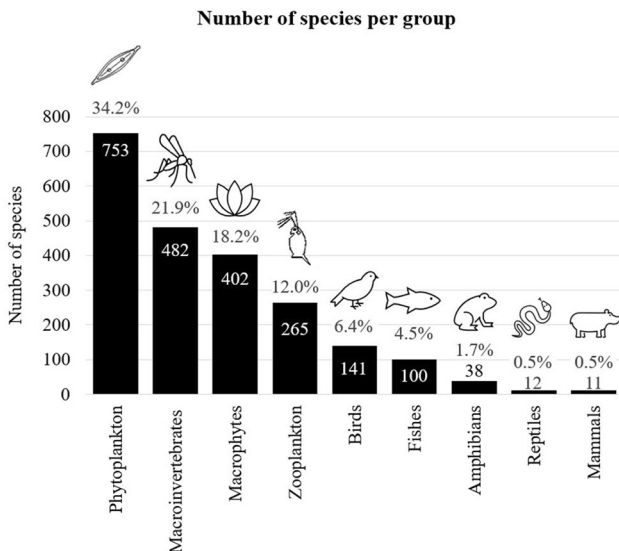 Number of species per group
34.2%
21.9%
18.2%
12.0%
6.4%
4.5%
1.7%
0.5%
0.5%
Number of species
800
700
600
500
400
300
200
100
0
753
482
402
265
141
100
38
12
11
Phytoplankton
Macroinvertebrates
Macrophytes
Zooplankton
Birds
Fishes
Amphibians
Reptiles
Mammals